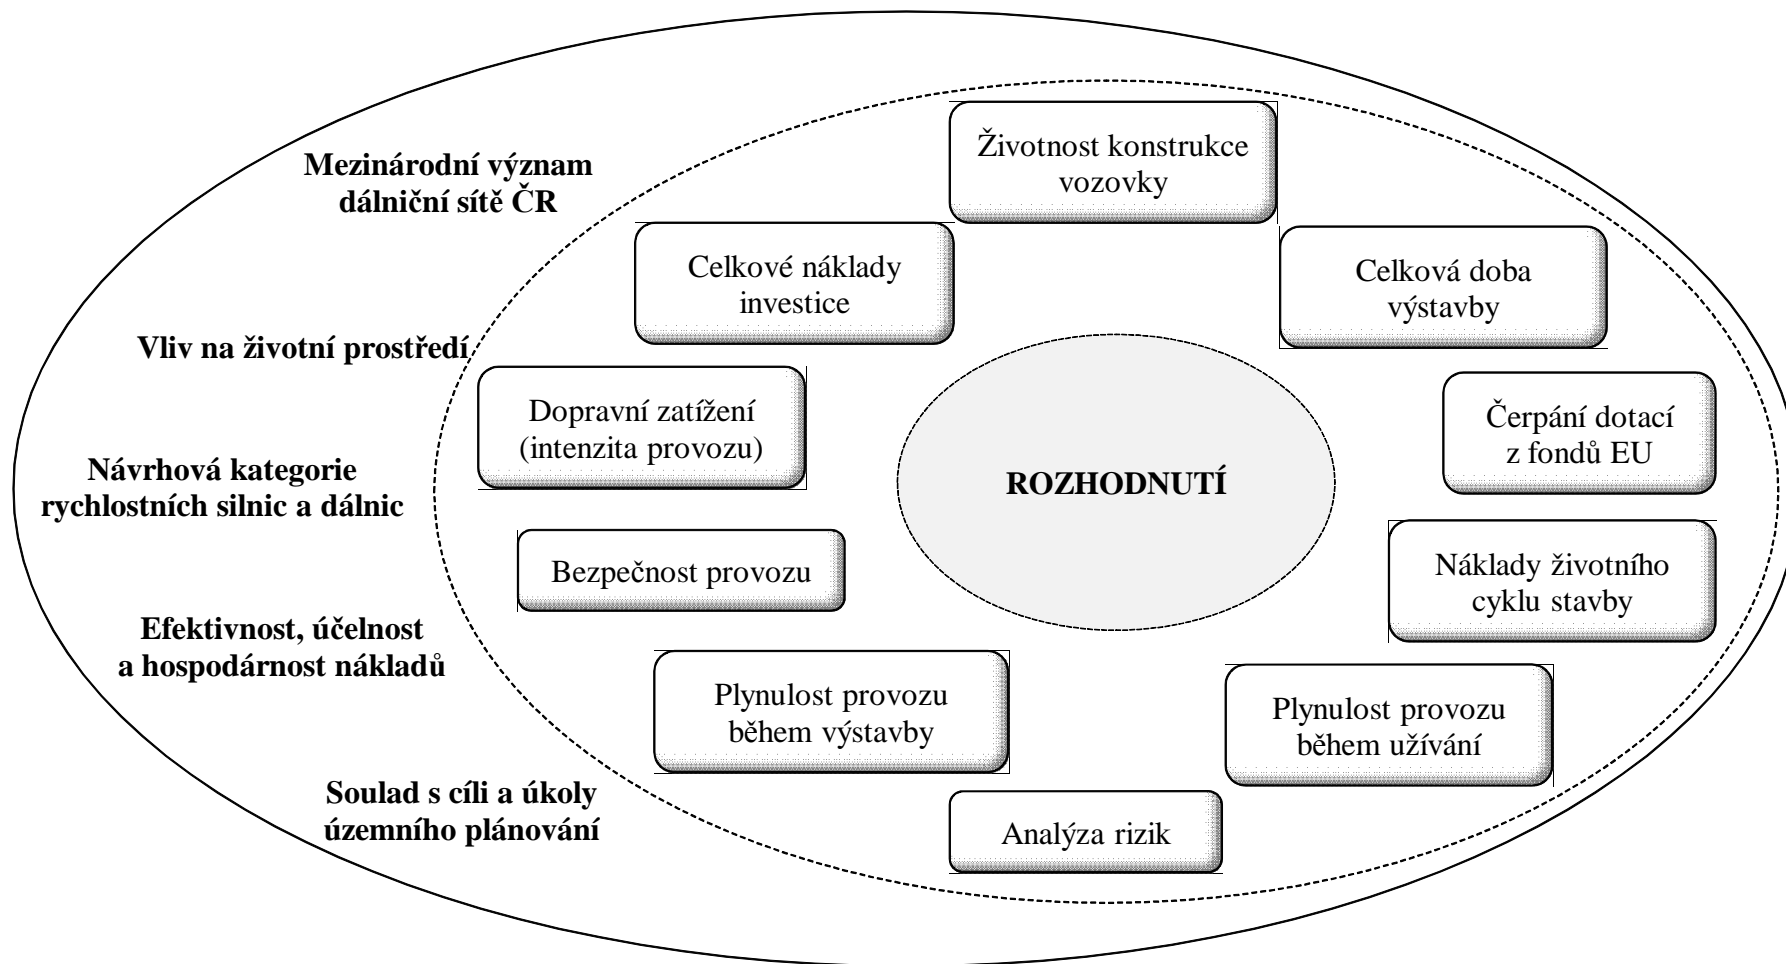 Mezinárodní význam
dálniční sítě ČR
Vliv na životní prostředí
Návrhová kategorie
rychlostních silnic a dálnic
Efektivnost, účelnost
a hospodárnost nákladů
Soulad s cíli a úkoly
územního plánování
Životnost konstrukce
vozovky
Celkové náklady
investice
Celková doba
výstavby
Dopravní zatížení
(intenzita provozu)
Čerpání dotací
z fondů EU
ROZHODNUTÍ
Bezpečnost provozu
Náklady životního
cyklu stavby
Plynulost provozu
během výstavby
Plynulost provozu
během užívání
Analýza rizik